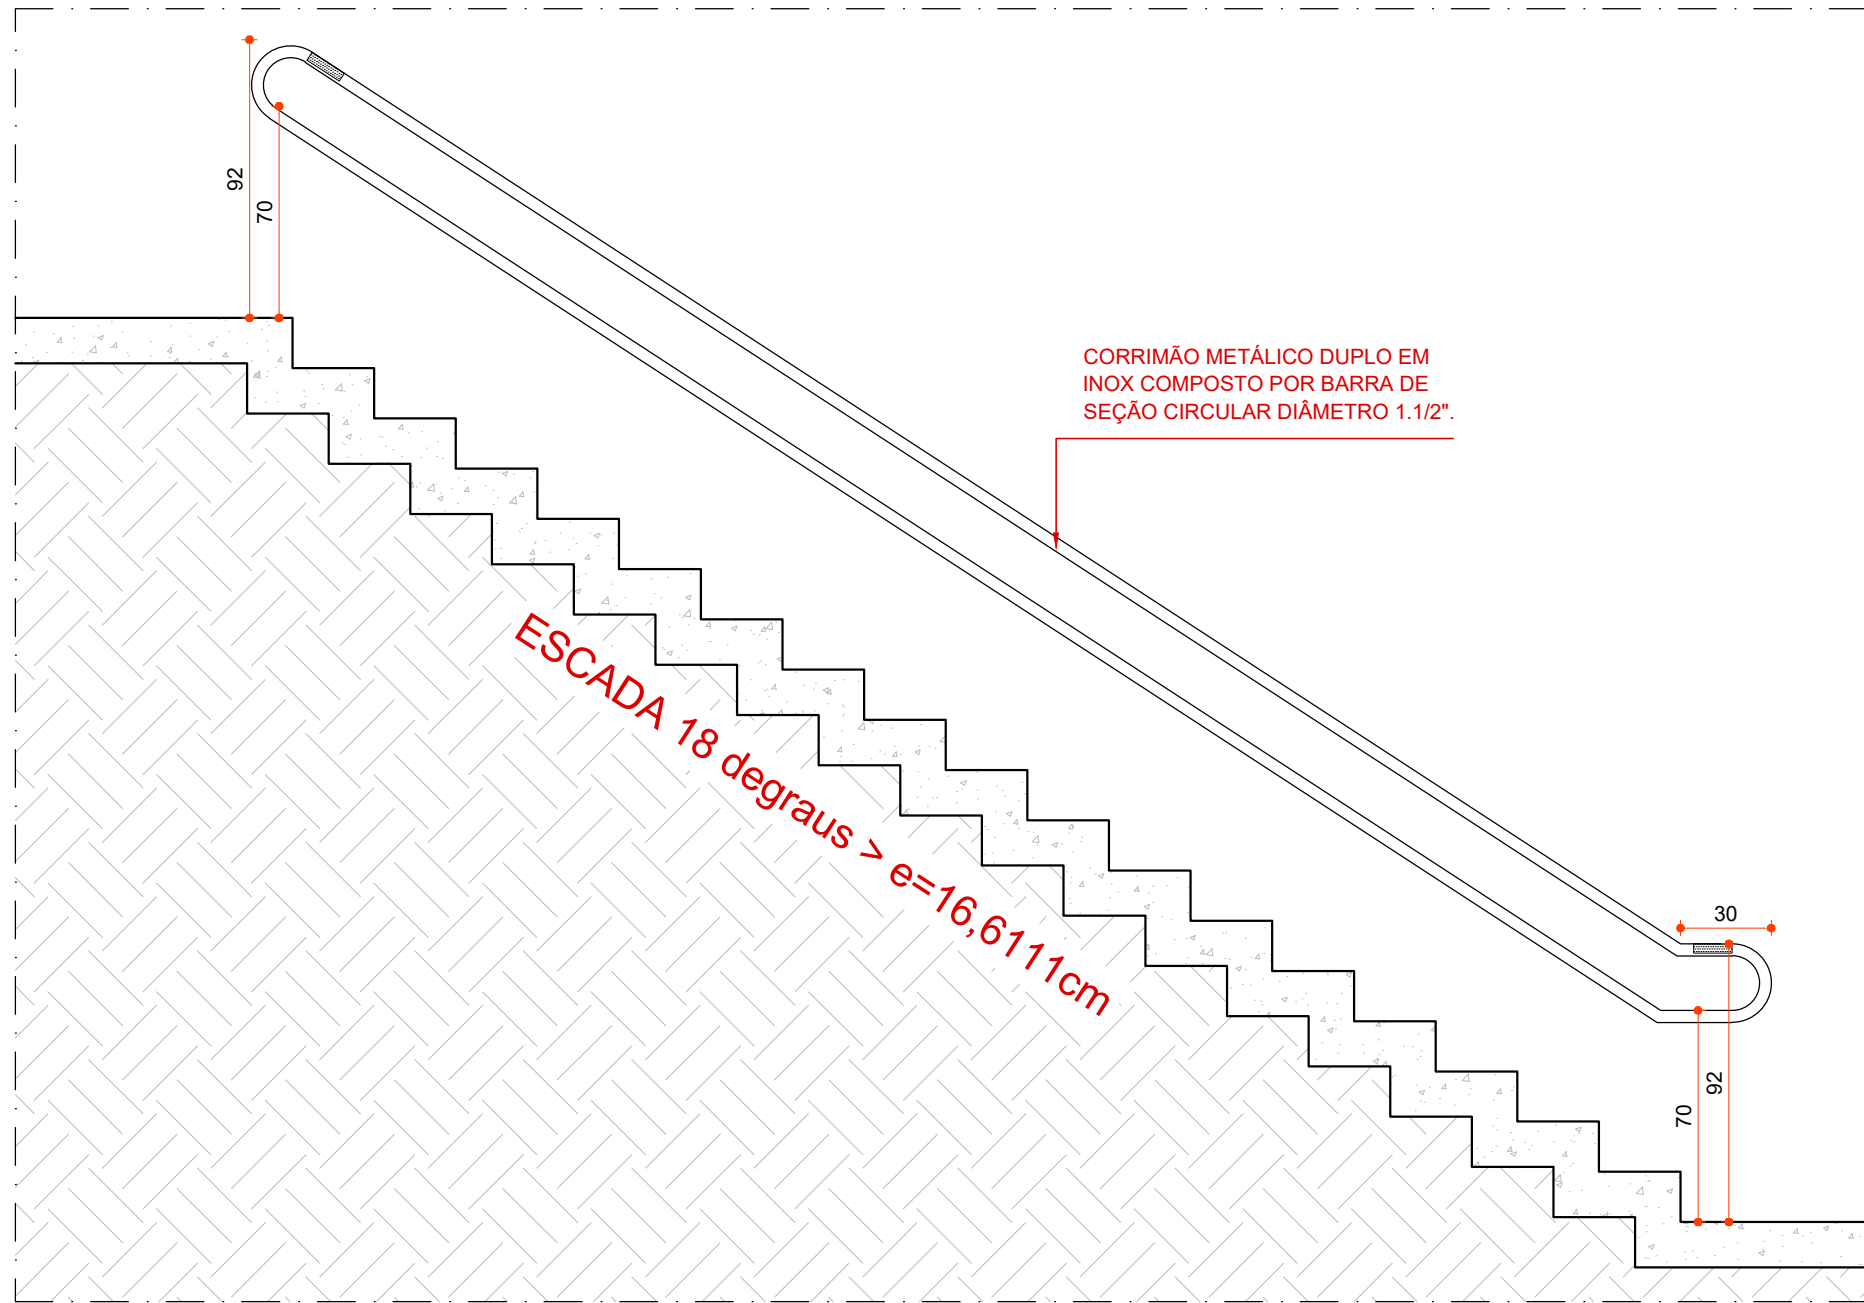 92
70
CORRIMÃO METÁLICO DUPLO EM
INOX COMPOSTO POR BARRA DE
SEÇÃO CIRCULAR DIÂMETRO 1.1/2".
ESCADA 18 degraus > e=16,6111cm
30
92
70